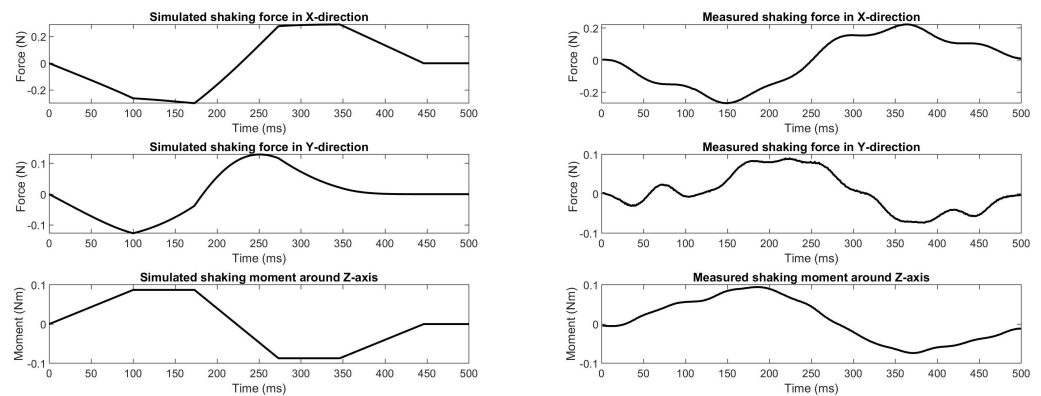 Simulated shaking force in X-direction
Force (N)
0.2
0
-0.2
0 50 100 150 200 250 300 350 400 450 500
Time (ms)
Simulated shaking force in Y-direction
Force (N)
0.1
0
-0.1
0 50 100 150 200 250 300 350 400 450 500
Time (ms)
Simulated shaking moment around Z-axis
Moment (Nm)
0.1
0
-0.1
0 50 100 150 200 250 300 350 400 450 500
Time (ms)
Measured shaking force in X-direction
Force (N)
0.2
0
-0.2
0 50 100 150 200 250 300 350 400 450 500
Time (ms)
Measured shaking force in Y-direction
Force (N)
0.1
0
-0.1
0 50 100 150 200 250 300 350 400 450 500
Time (ms)
Measured shaking moment around Z-axis
Moment (Nm)
0.1
0
-0.1
0 50 100 150 200 250 300 350 400 450 500
Time (ms)